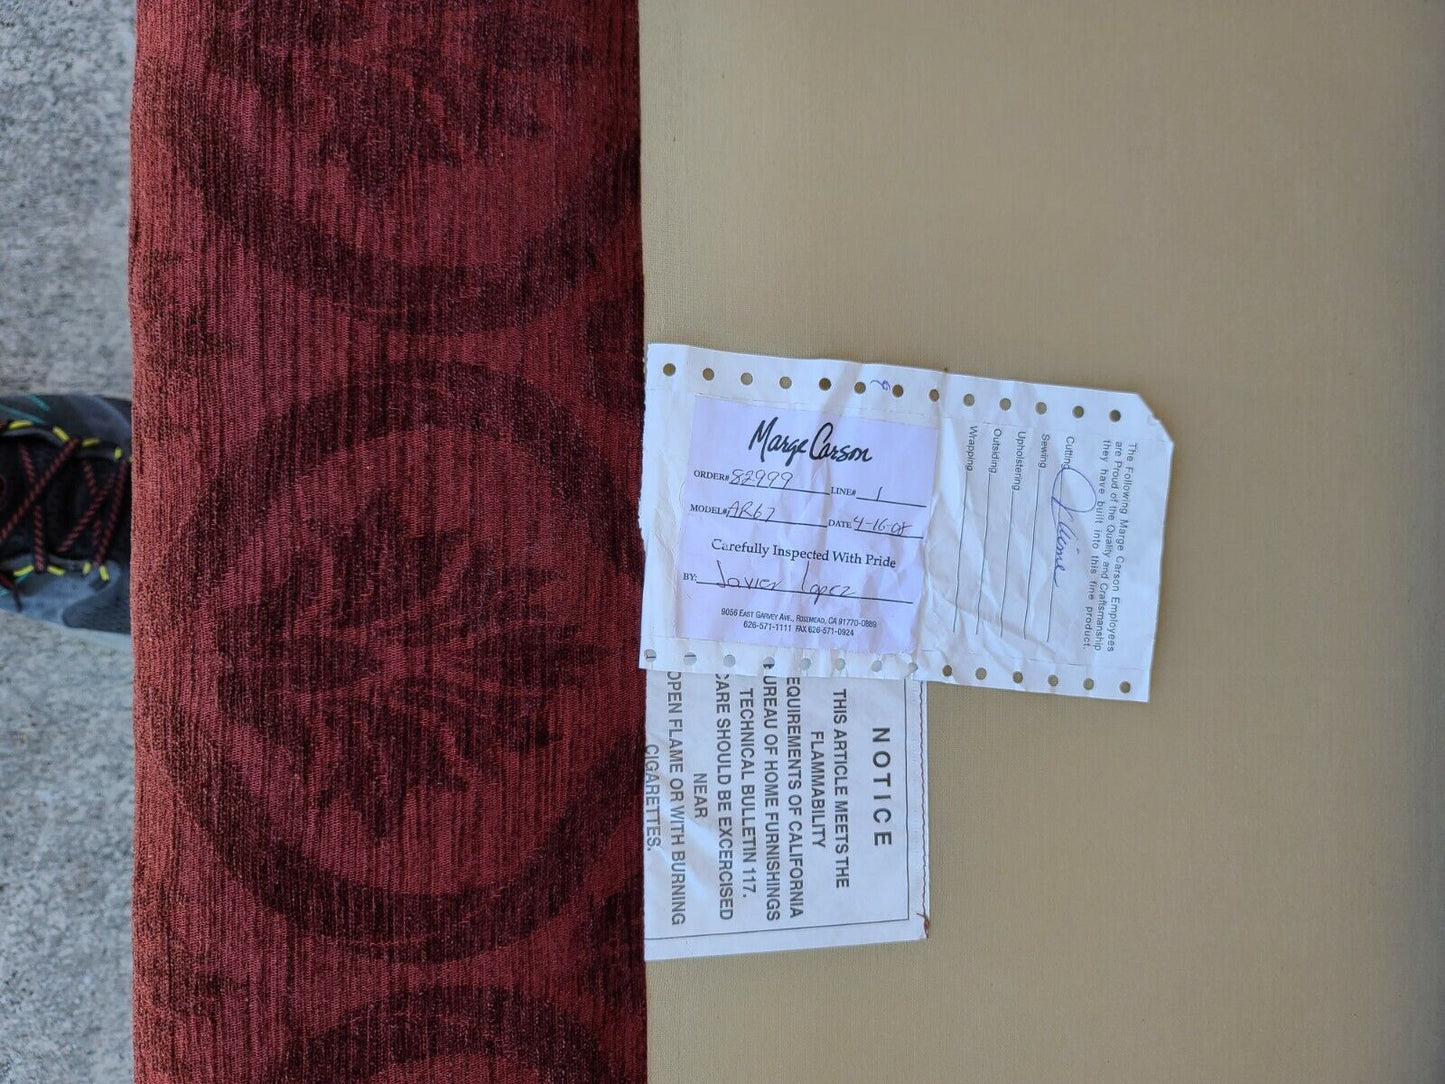 Marge Carson
ORDER# 82999 LINE# 1
MODEL# AR67 DATE 4-16-08
Carefully Inspected With Pride
BY: Javier Lopez
9056 EAST GARVEY AVE., ROSEMEAD, CA 91770-0889
626-571-1111 FAX 626-571-0924
The Following Marge Carson Employees
are Proud of the Quality and Craftsmanship
they have built into this fine product.
Cutting Jaime
Sewing
Upholstering
Outsiding
Wrapping
NOTICE
THIS ARTICLE MEETS THE
FLAMMABILITY
EQUIREMENTS OF CALIFORNIA
UREAU OF HOME FURNISHINGS
TECHNICAL BULLETIN 117.
CARE SHOULD BE EXCERCISED
NEAR
OPEN FLAME OR WITH BURNING
CIGARETTES.